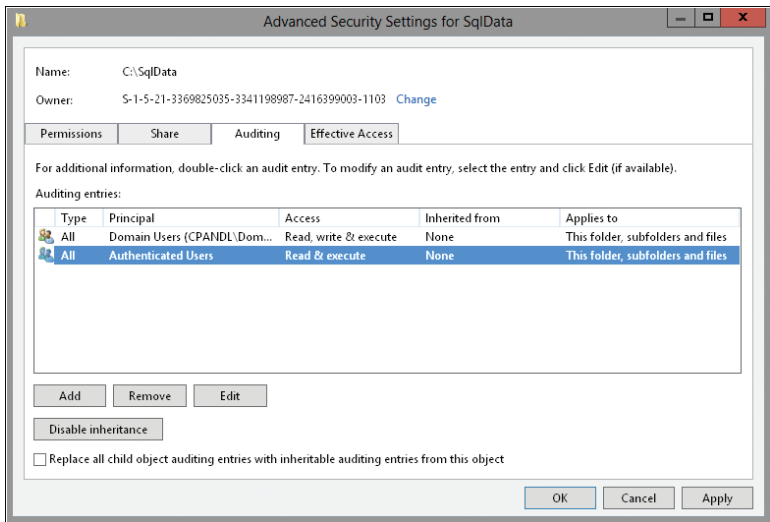 Advanced Security Settings for SqlData
Name: C:\SqlData
Owner: S-1-5-21-3369825035-3341198987-2416399003-1103 Change
Permissions Share Auditing Effective Access
For additional information, double-click an audit entry. To modify an audit entry, select the entry and click Edit (if available).
Auditing entries:
Type Principal Access Inherited from Applies to
All Domain Users {CPANDL\Dom... Read, write & execute None This folder, subfolders and files
All Authenticated Users Read & execute None This folder, subfolders and files
Add Remove Edit
Disable inheritance
Replace all child object auditing entries with inheritable auditing entries from this object
OK Cancel Apply